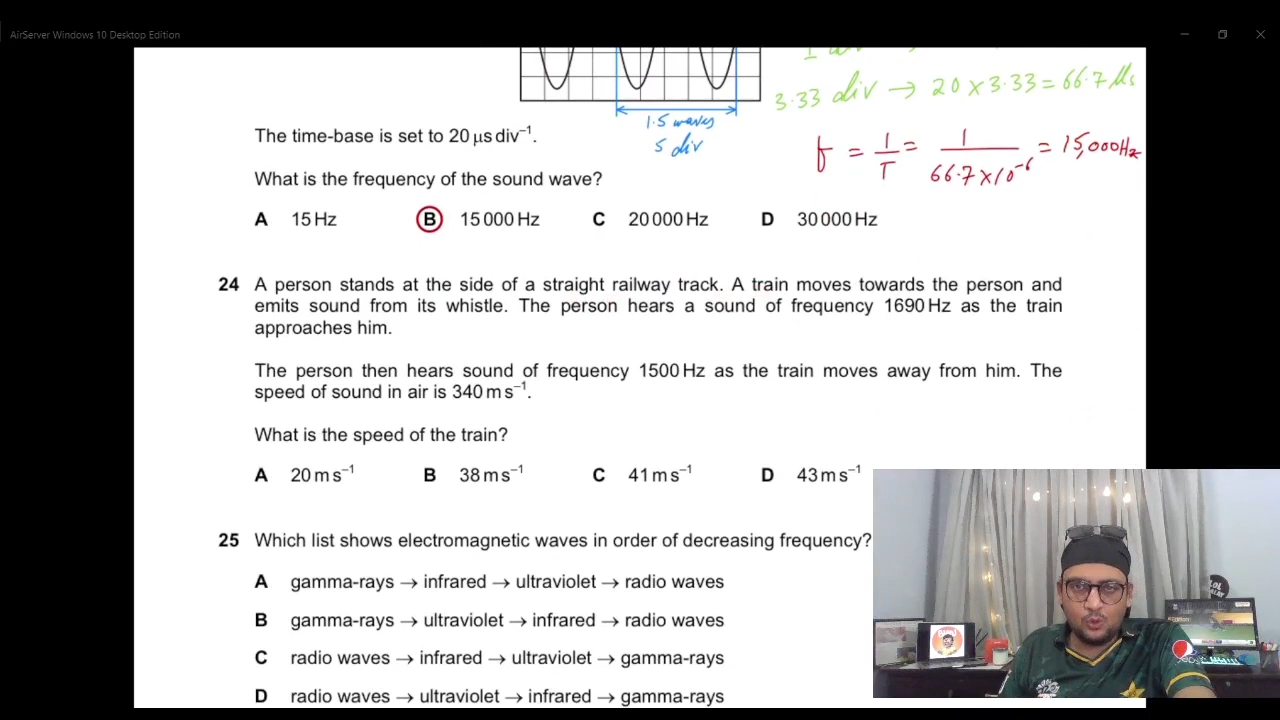 AirServer Windows 10 Desktop Edition
3.33 div → 20 × 3.33 = 66.7 μs
1.5 waves
5 div
The time-base is set to 20 μs div⁻¹.
f = 1/T = 1/(66.7 × 10⁻⁶) = 15,000 Hz
What is the frequency of the sound wave?
A 15 Hz B 15 000 Hz C 20 000 Hz D 30 000 Hz
24 A person stands at the side of a straight railway track. A train moves towards the person and
emits sound from its whistle. The person hears a sound of frequency 1690 Hz as the train
approaches him.
The person then hears sound of frequency 1500 Hz as the train moves away from him. The
speed of sound in air is 340 m s⁻¹.
What is the speed of the train?
A 20 m s⁻¹ B 38 m s⁻¹ C 41 m s⁻¹ D 43 m s⁻¹
25 Which list shows electromagnetic waves in order of decreasing frequency?
A gamma-rays → infrared → ultraviolet → radio waves
B gamma-rays → ultraviolet → infrared → radio waves
C radio waves → infrared → ultraviolet → gamma-rays
D radio waves → ultraviolet → infrared → gamma-rays